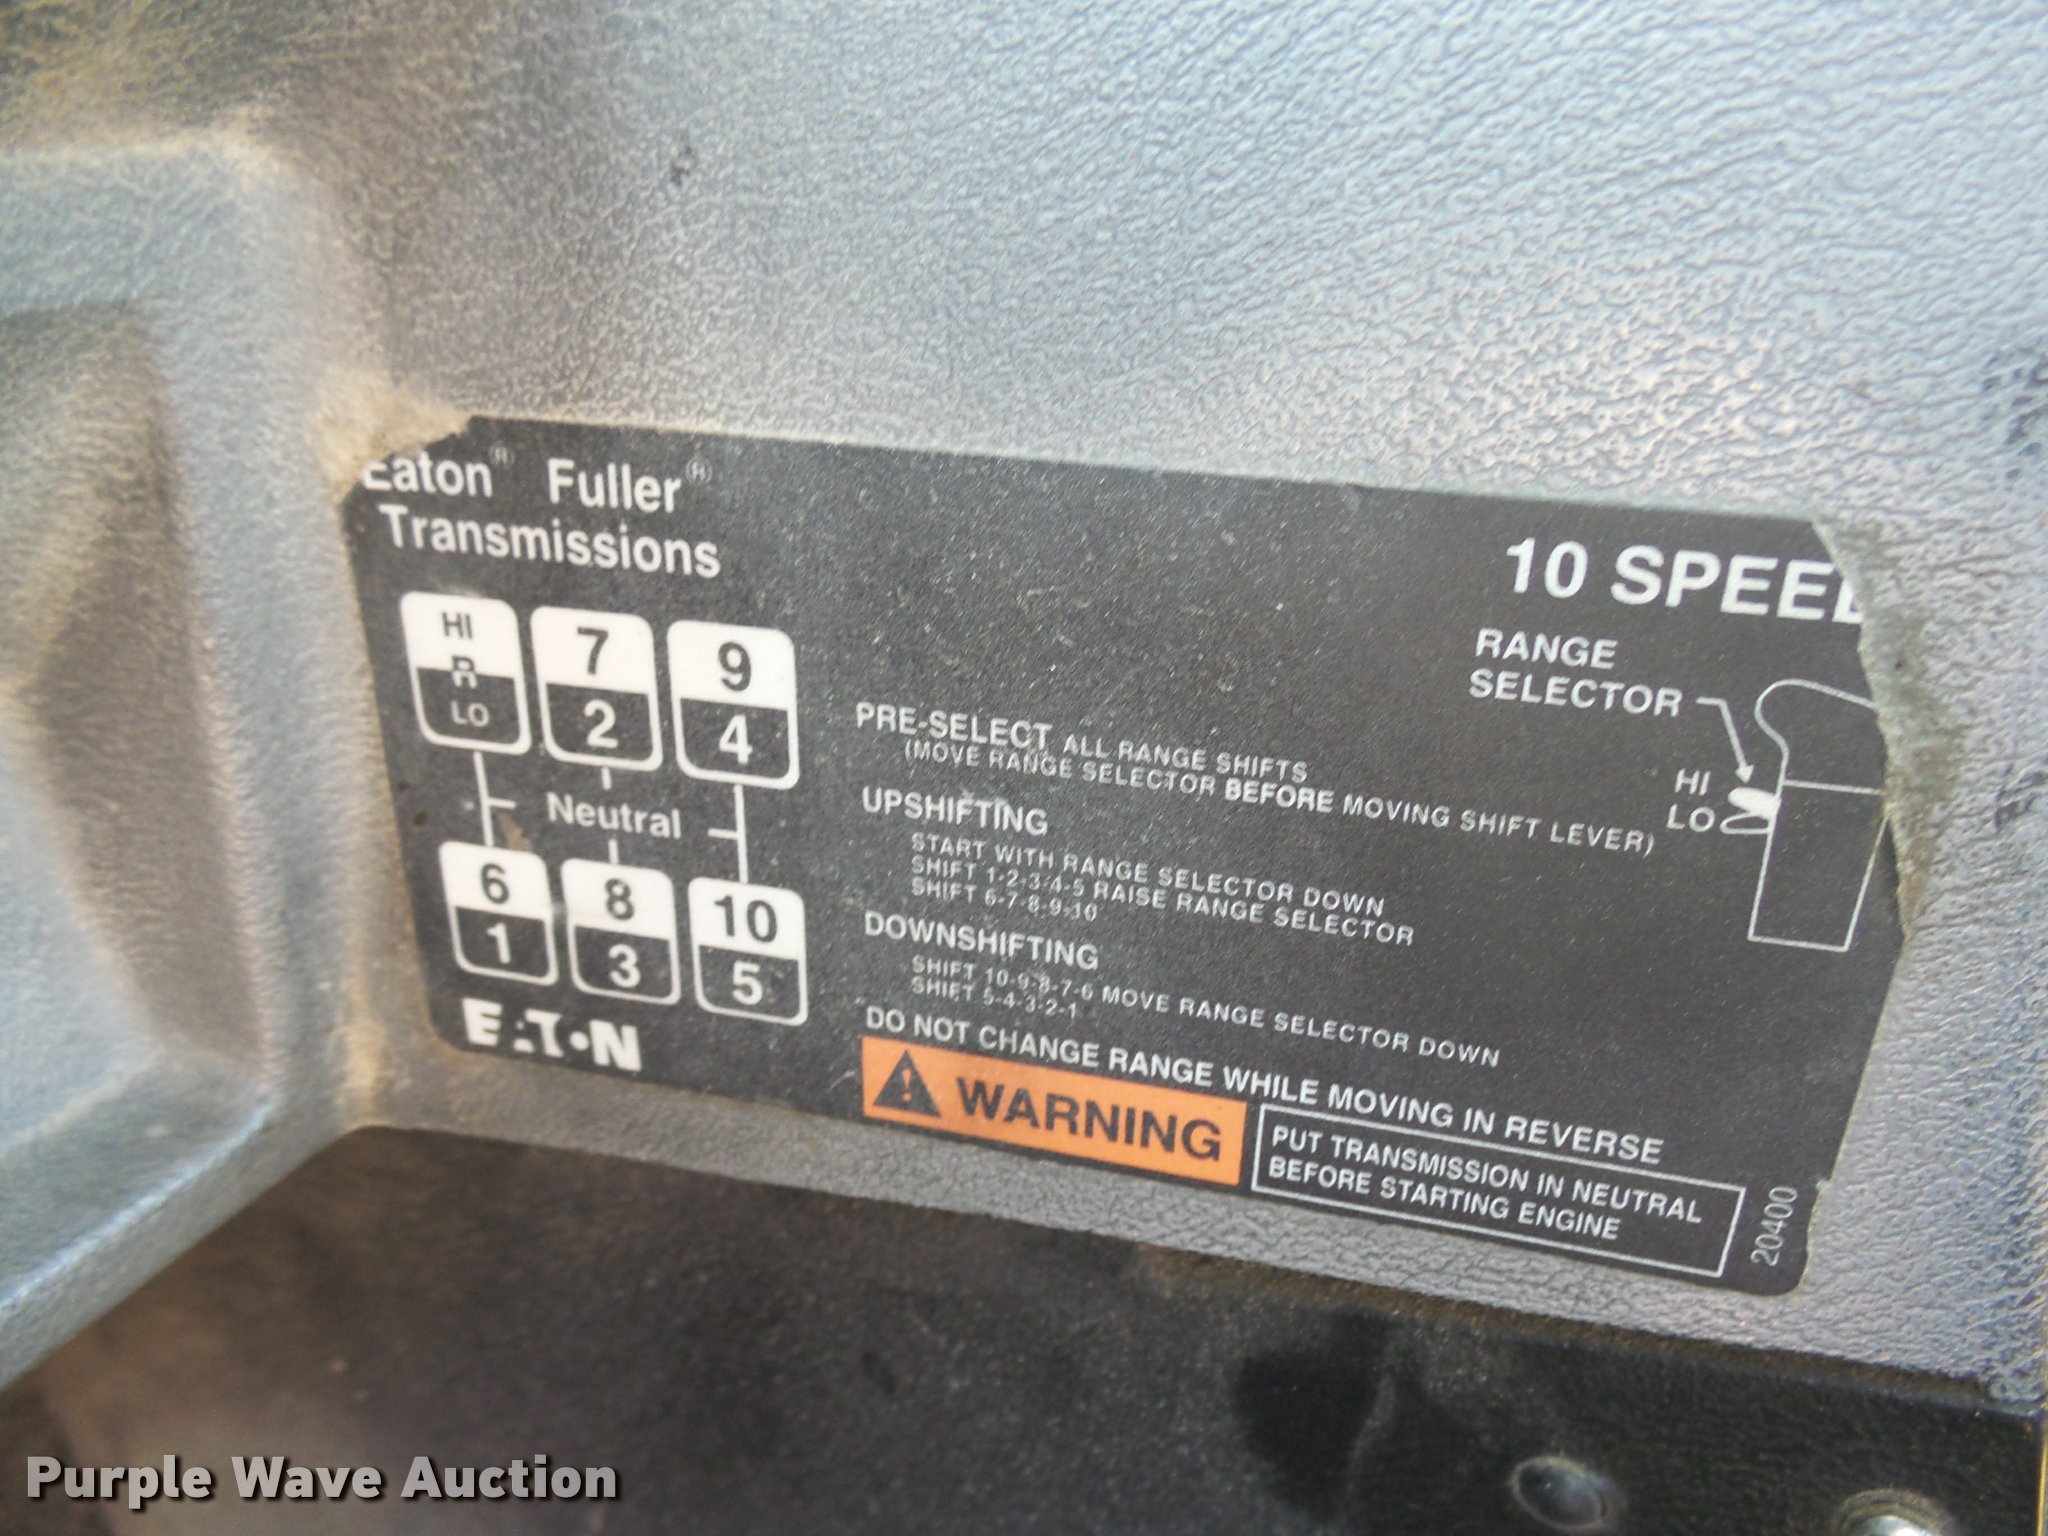 Eaton® Fuller®
Transmissions
10 SPEED
HI
R
LO
7
2
9
4
Neutral
6
1
8
3
10
5
EATON
RANGE
SELECTOR
HI
LO
PRE-SELECT ALL RANGE SHIFTS
(MOVE RANGE SELECTOR BEFORE MOVING SHIFT LEVER)
UPSHIFTING
START WITH RANGE SELECTOR DOWN
SHIFT 1-2-3-4-5 RAISE RANGE SELECTOR
SHIFT 6-7-8-9-10
DOWNSHIFTING
SHIFT 10-9-8-7-6 MOVE RANGE SELECTOR DOWN
SHIFT 5-4-3-2-1
DO NOT CHANGE RANGE WHILE MOVING IN REVERSE
WARNING
PUT TRANSMISSION IN NEUTRAL
BEFORE STARTING ENGINE
20400
Purple Wave Auction